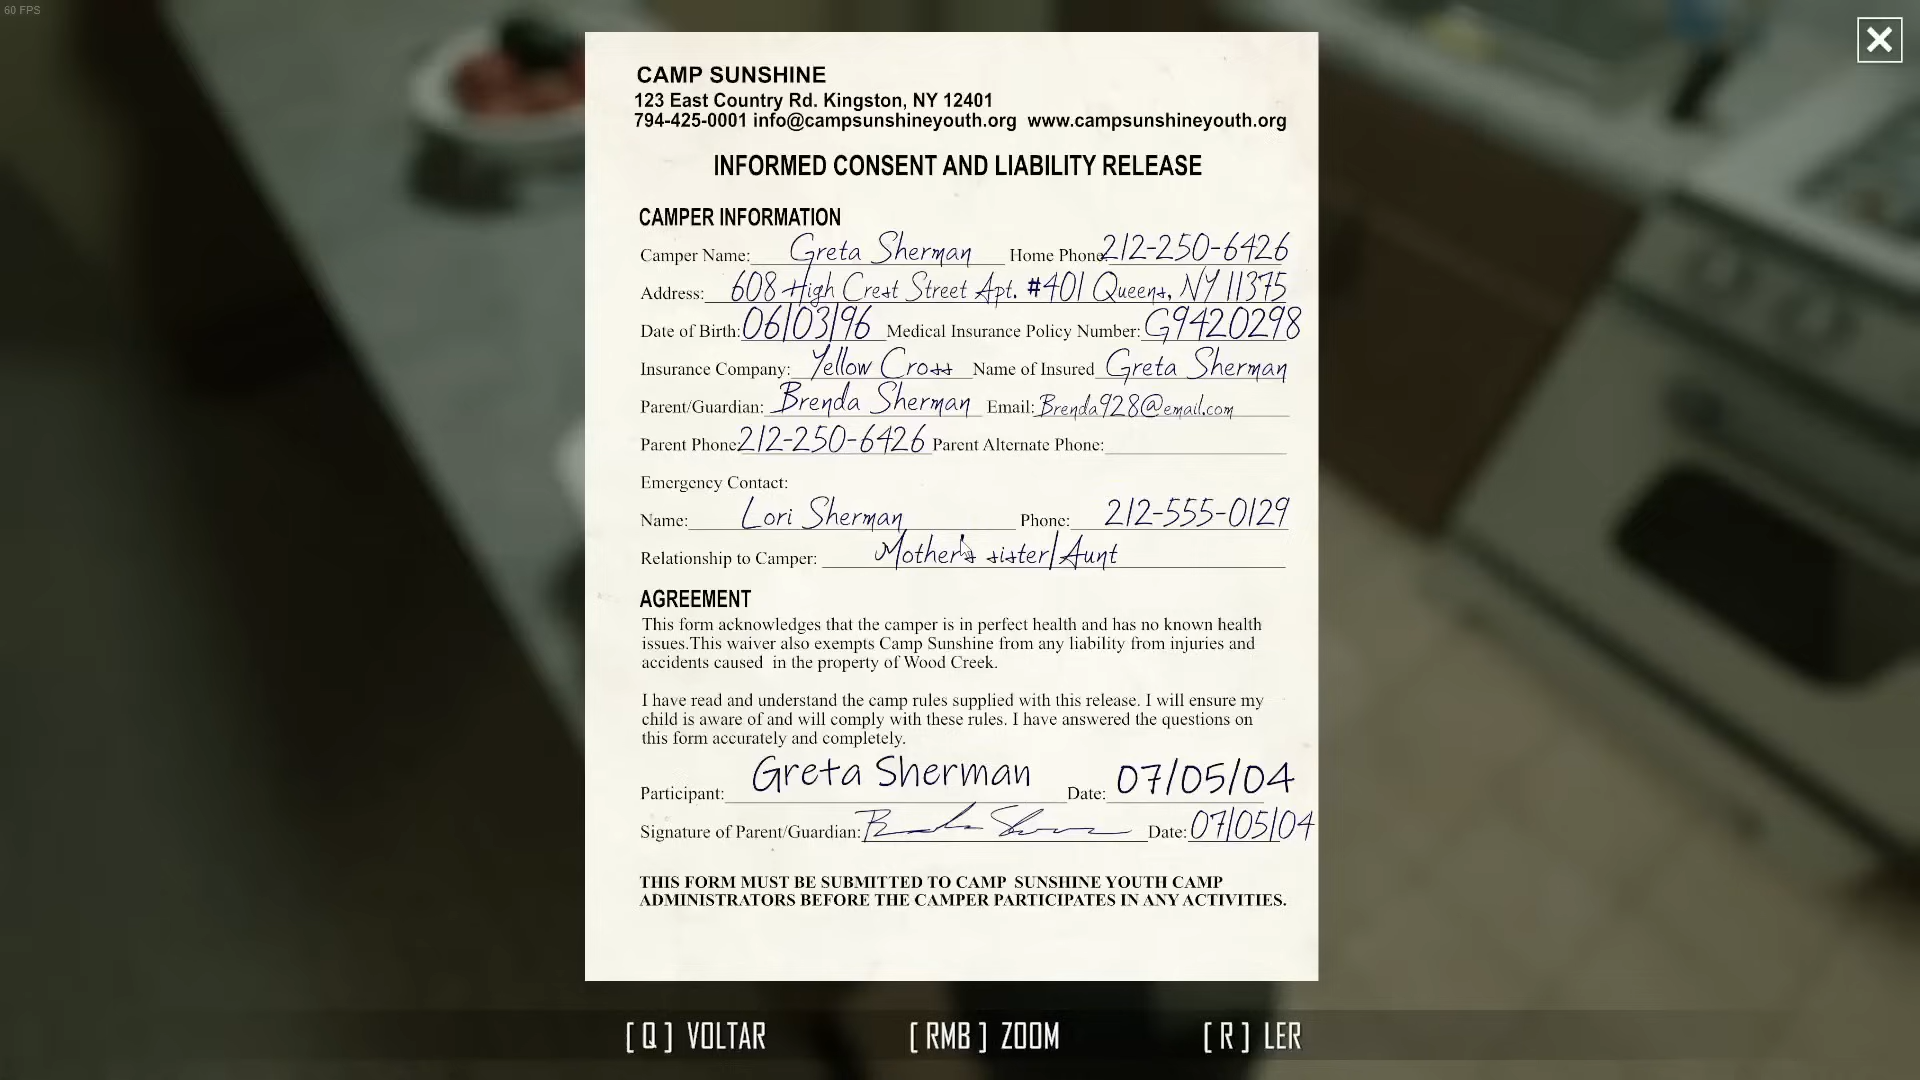 60 FPS
CAMP SUNSHINE
123 East Country Rd. Kingston, NY 12401
794-425-0001 info@campsunshineyouth.org www.campsunshineyouth.org
INFORMED CONSENT AND LIABILITY RELEASE
CAMPER INFORMATION
Camper Name: Greta Sherman Home Phone 212-250-6426
Address: 608 High Crest Street Apt. #401 Queens, NY 11375
Date of Birth: 06/03/96 Medical Insurance Policy Number: G9420298
Insurance Company: Yellow Cross Name of Insured Greta Sherman
Parent/Guardian: Brenda Sherman Email: Brenda928@email.com
Parent Phone: 212-250-6426 Parent Alternate Phone:
Emergency Contact:
Name: Lori Sherman Phone: 212-555-0129
Relationship to Camper: Mother's sister/Aunt
AGREEMENT
This form acknowledges that the camper is in perfect health and has no known health
issues.This waiver also exempts Camp Sunshine from any liability from injuries and
accidents caused in the property of Wood Creek.
I have read and understand the camp rules supplied with this release. I will ensure my
child is aware of and will comply with these rules. I have answered the questions on
this form accurately and completely.
Participant: Greta Sherman Date: 07/05/04
Signature of Parent/Guardian: Brenda Sherman Date: 07/05/04
THIS FORM MUST BE SUBMITTED TO CAMP SUNSHINE YOUTH CAMP
ADMINISTRATORS BEFORE THE CAMPER PARTICIPATES IN ANY ACTIVITIES.
[ Q ] VOLTAR [ RMB ] ZOOM [ R ] LER